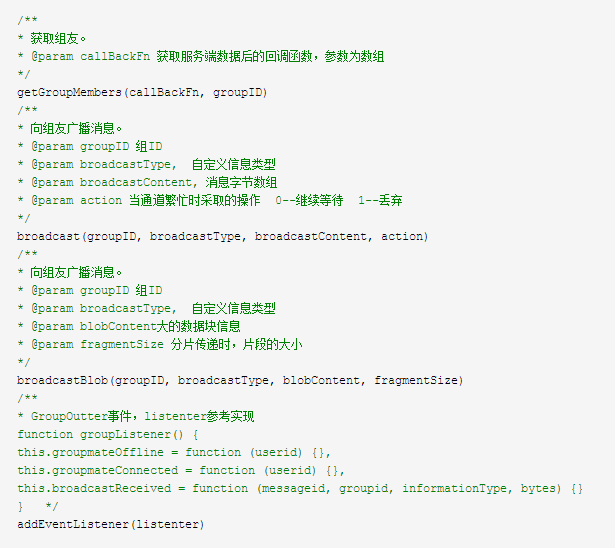 /**
* 获取组友。
* @param callBackFn 获取服务端数据后的回调函数，参数为数组
*/
getGroupMembers(callBackFn, groupID)
/**
* 向组友广播消息。
* @param groupID 组ID
* @param broadcastType, 自定义信息类型
* @param broadcastContent, 消息字节数组
* @param action 当通道繁忙时采取的操作 0--继续等待 1--丢弃
*/
broadcast(groupID, broadcastType, broadcastContent, action)
/**
* 向组友广播消息。
* @param groupID 组ID
* @param broadcastType, 自定义信息类型
* @param blobContent大的数据块信息
* @param fragmentSize 分片传递时，片段的大小
*/
broadcastBlob(groupID, broadcastType, blobContent, fragmentSize)
/**
* GroupOutter事件，listenter参考实现
function groupListener() {
this.groupmateOffline = function (userid) {},
this.groupmateConnected = function (userid) {},
this.broadcastReceived = function (messageid, groupid, informationType, bytes) {}
} */
addEventListener(listenter)